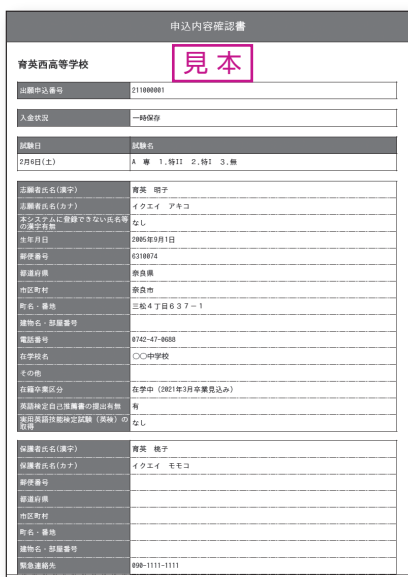 申込内容確認書
見本
育英西高等学校
出願申込番号 211000001
入金状況 一時保存
試験日 試験名
2月6日(土) A 専 1.特II 2.特I 3.無
志願者氏名(漢字) 育英 明子
志願者氏名(カナ) イクエイ アキコ
本システムに登録できない氏名等
の漢字有無 なし
生年月日 2005年9月1日
郵便番号 6310074
都道府県 奈良県
市区町村 奈良市
町名・番地 三松4丁目637－1
建物名・部屋番号
電話番号 0742-47-0688
在学校名 〇〇中学校
その他
在籍卒業区分 在学中 (2021年3月卒業見込み)
英語検定自己推薦書の提出有無 有
実用英語技能検定試験（英検）の
取得 なし
保護者氏名(漢字) 育英 桃子
保護者氏名(カナ) イクエイ モモコ
郵便番号
都道府県
市区町村
町名・番地
建物名・部屋番号
緊急連絡先 090-1111-1111